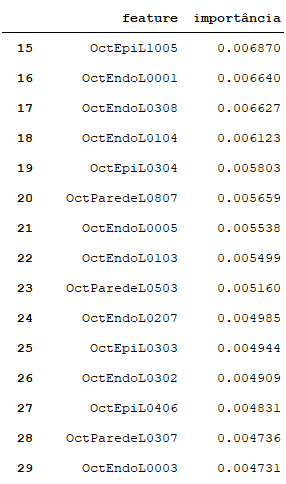 feature importância
15 OctEpiL1005 0.006870
16 OctEndoL0001 0.006640
17 OctEndoL0308 0.006627
18 OctEndoL0104 0.006123
19 OctEpiL0304 0.005803
20 OctParedeL0807 0.005659
21 OctEndoL0005 0.005538
22 OctEndoL0103 0.005499
23 OctParedeL0503 0.005160
24 OctEndoL0207 0.004985
25 OctEpiL0303 0.004944
26 OctEndoL0302 0.004909
27 OctEpiL0406 0.004831
28 OctParedeL0307 0.004736
29 OctEndoL0003 0.004731